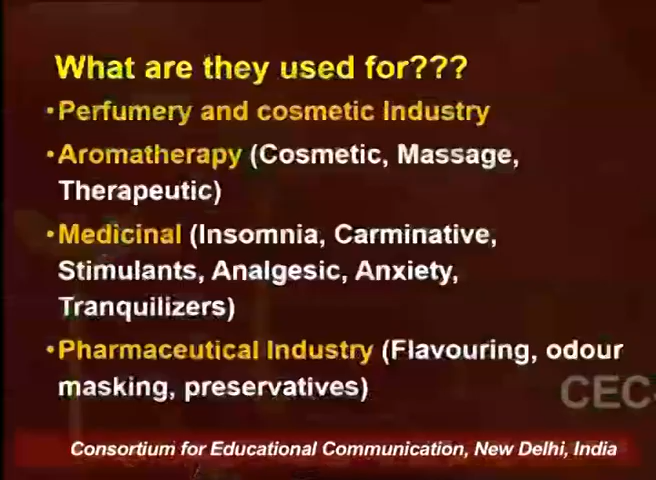 What are they used for???
•Perfumery and cosmetic Industry
•Aromatherapy (Cosmetic, Massage,
Therapeutic)
•Medicinal (Insomnia, Carminative,
Stimulants, Analgesic, Anxiety,
Tranquilizers)
•Pharmaceutical Industry (Flavouring, odour
masking, preservatives)
CEC-
Consortium for Educational Communication, New Delhi, India